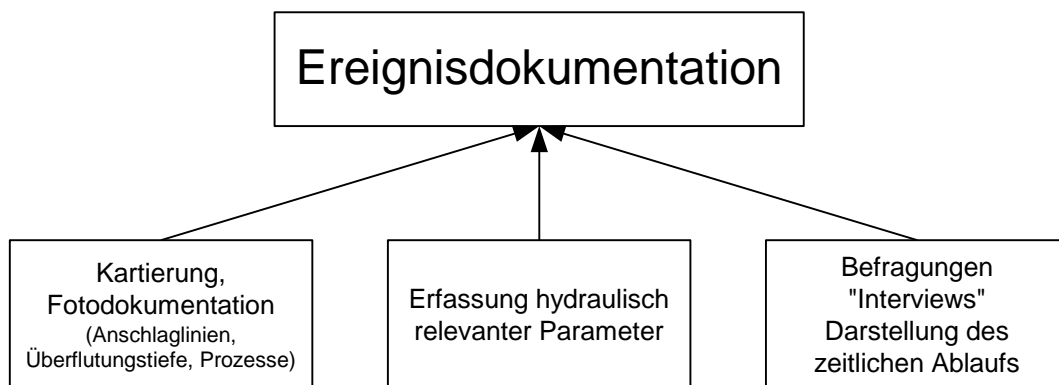 Ereignisdokumentation
Kartierung,
Fotodokumentation
(Anschlaglinien,
Überflutungstiefe, Prozesse)
Erfassung hydraulisch
relevanter Parameter
Befragungen
"Interviews"
Darstellung des
zeitlichen Ablaufs